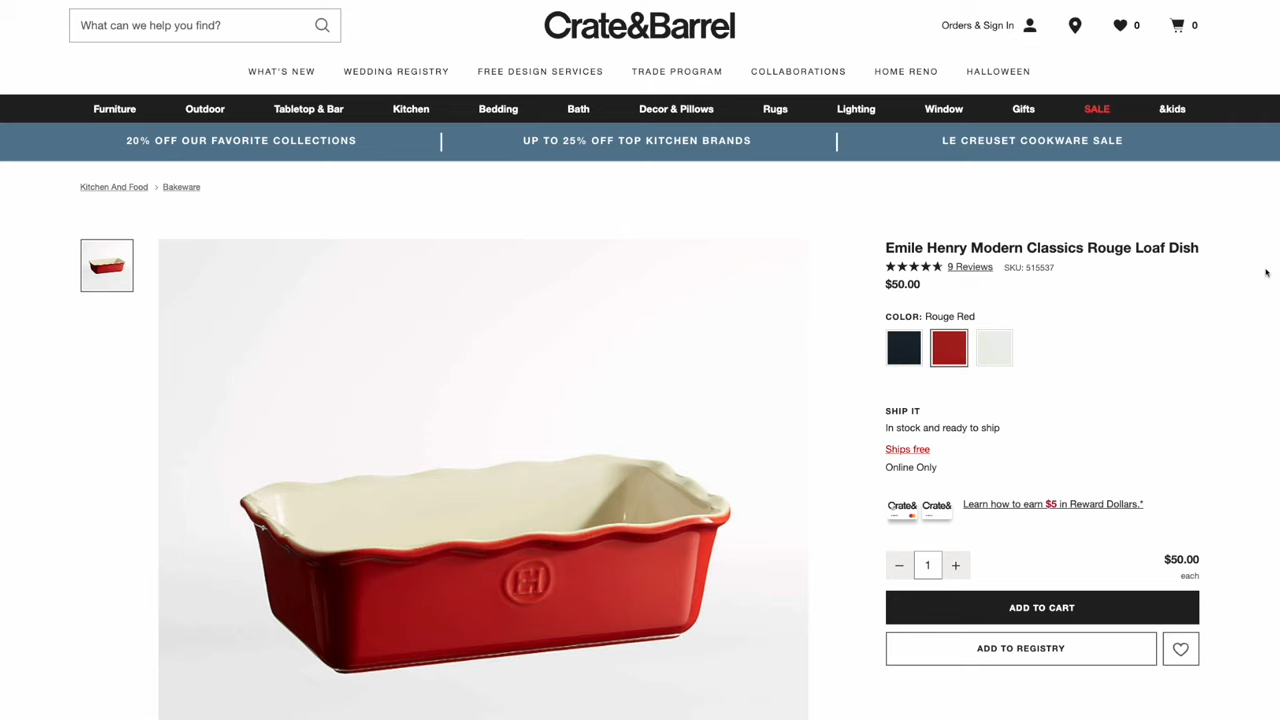 What can we help you find?
Crate&Barrel
Orders & Sign In
0
0
WHAT'S NEW
WEDDING REGISTRY
FREE DESIGN SERVICES
TRADE PROGRAM
COLLABORATIONS
HOME RENO
HALLOWEEN
Furniture
Outdoor
Tabletop & Bar
Kitchen
Bedding
Bath
Decor & Pillows
Rugs
Lighting
Window
Gifts
SALE
&kids
20% OFF OUR FAVORITE COLLECTIONS
UP TO 25% OFF TOP KITCHEN BRANDS
LE CREUSET COOKWARE SALE
Kitchen And Food > Bakeware
EH
Emile Henry Modern Classics Rouge Loaf Dish
9 Reviews SKU: 515537
$50.00
COLOR: Rouge Red
SHIP IT
In stock and ready to ship
Ships free
Online Only
Crate& Crate&
Learn how to earn $5 in Reward Dollars.*
− 1 +
$50.00
each
ADD TO CART
ADD TO REGISTRY